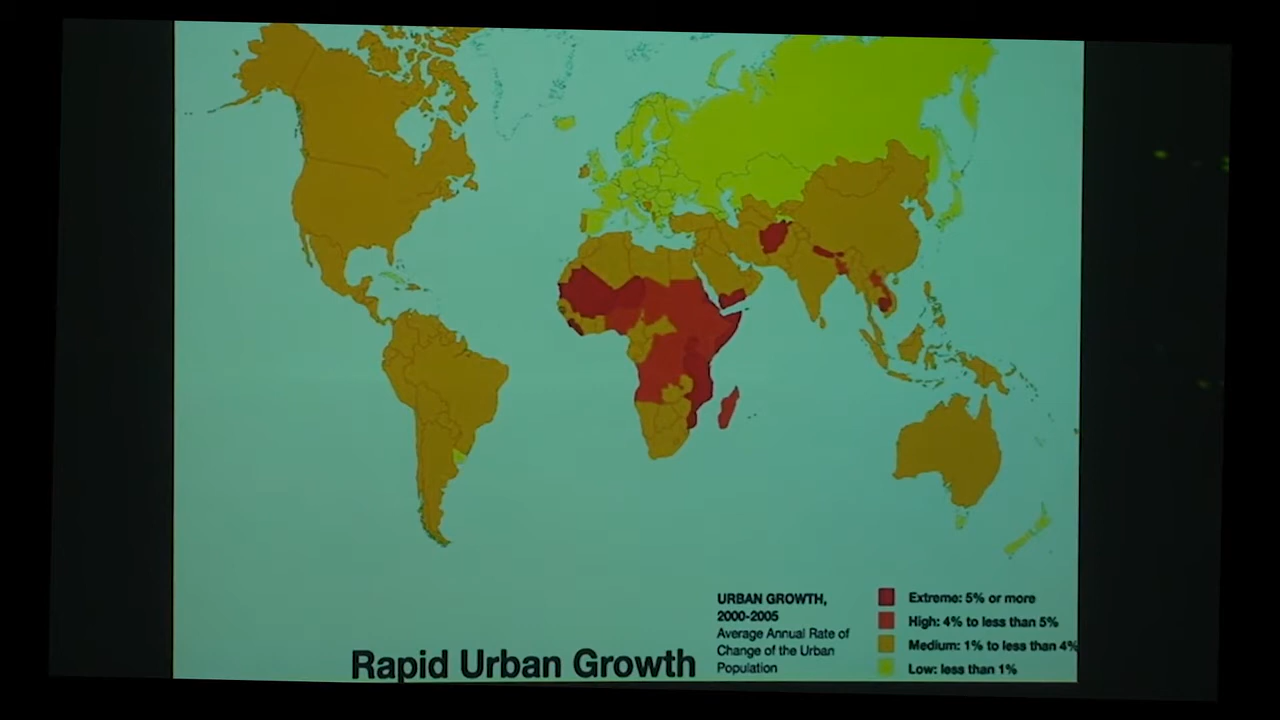 Rapid Urban Growth
URBAN GROWTH,
2000-2005
Average Annual Rate of
Change of the Urban
Population
Extreme: 5% or more
High: 4% to less than 5%
Medium: 1% to less than 4%
Low: less than 1%